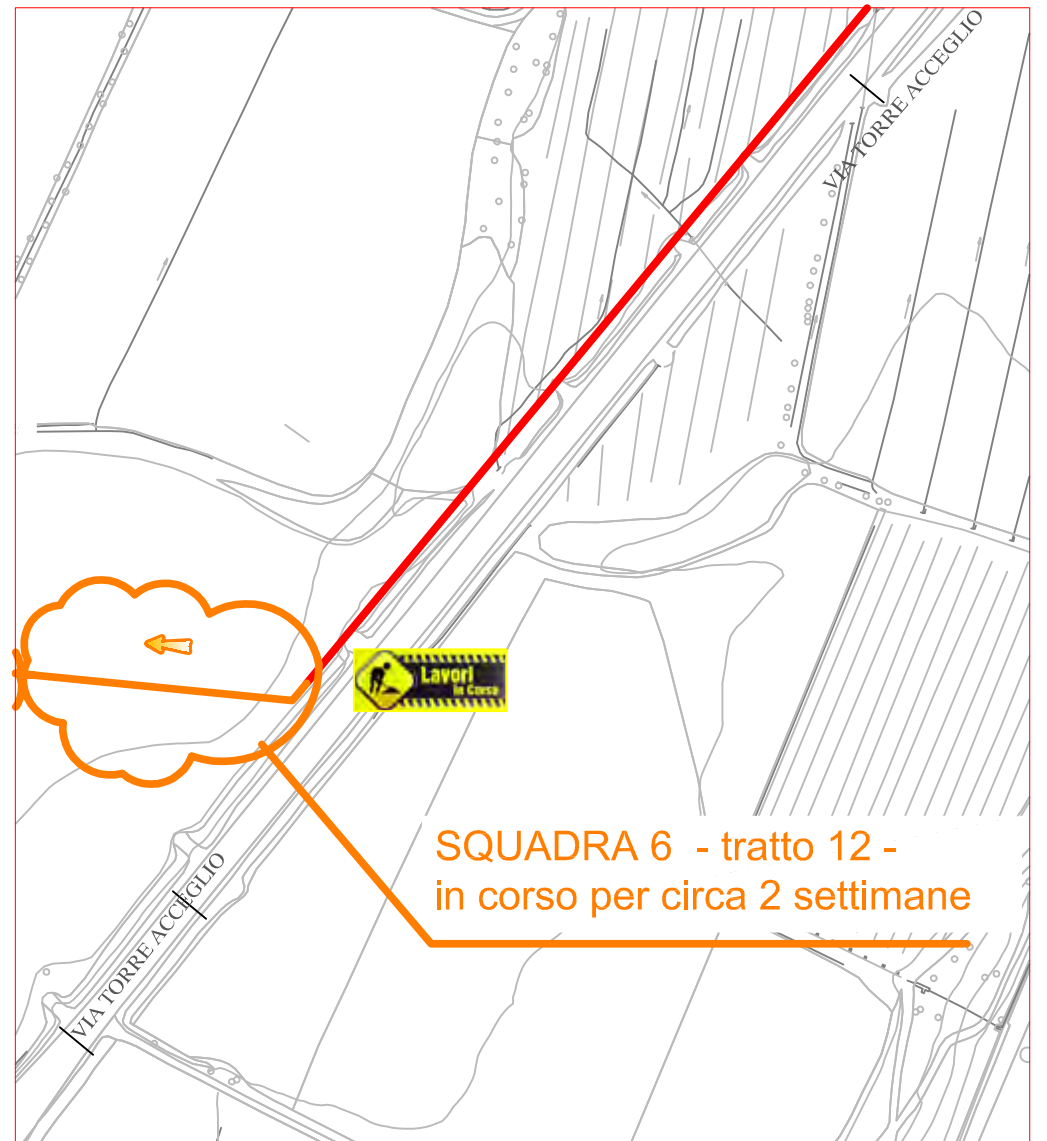 VIA TORRE ACCEGLIO
Lavori
in Corso
SQUADRA 6 - tratto 12 -
in corso per circa 2 settimane
VIA TORRE ACCEGLIO